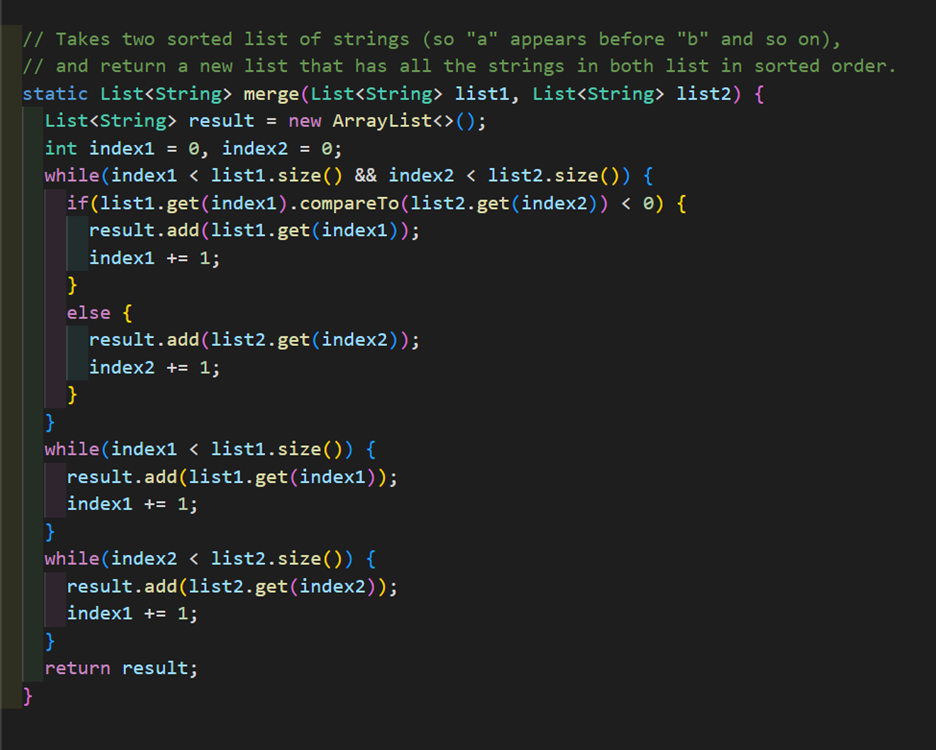 // Takes two sorted list of strings (so "a" appears before "b" and so on),
// and return a new list that has all the strings in both list in sorted order.
static List<String> merge(List<String> list1, List<String> list2) {
  List<String> result = new ArrayList<>();
  int index1 = 0, index2 = 0;
  while(index1 < list1.size() && index2 < list2.size()) {
    if(list1.get(index1).compareTo(list2.get(index2)) < 0) {
      result.add(list1.get(index1));
      index1 += 1;
    }
    else {
      result.add(list2.get(index2));
      index2 += 1;
    }
  }
  while(index1 < list1.size()) {
    result.add(list1.get(index1));
    index1 += 1;
  }
  while(index2 < list2.size()) {
    result.add(list2.get(index2));
    index1 += 1;
  }
  return result;
}